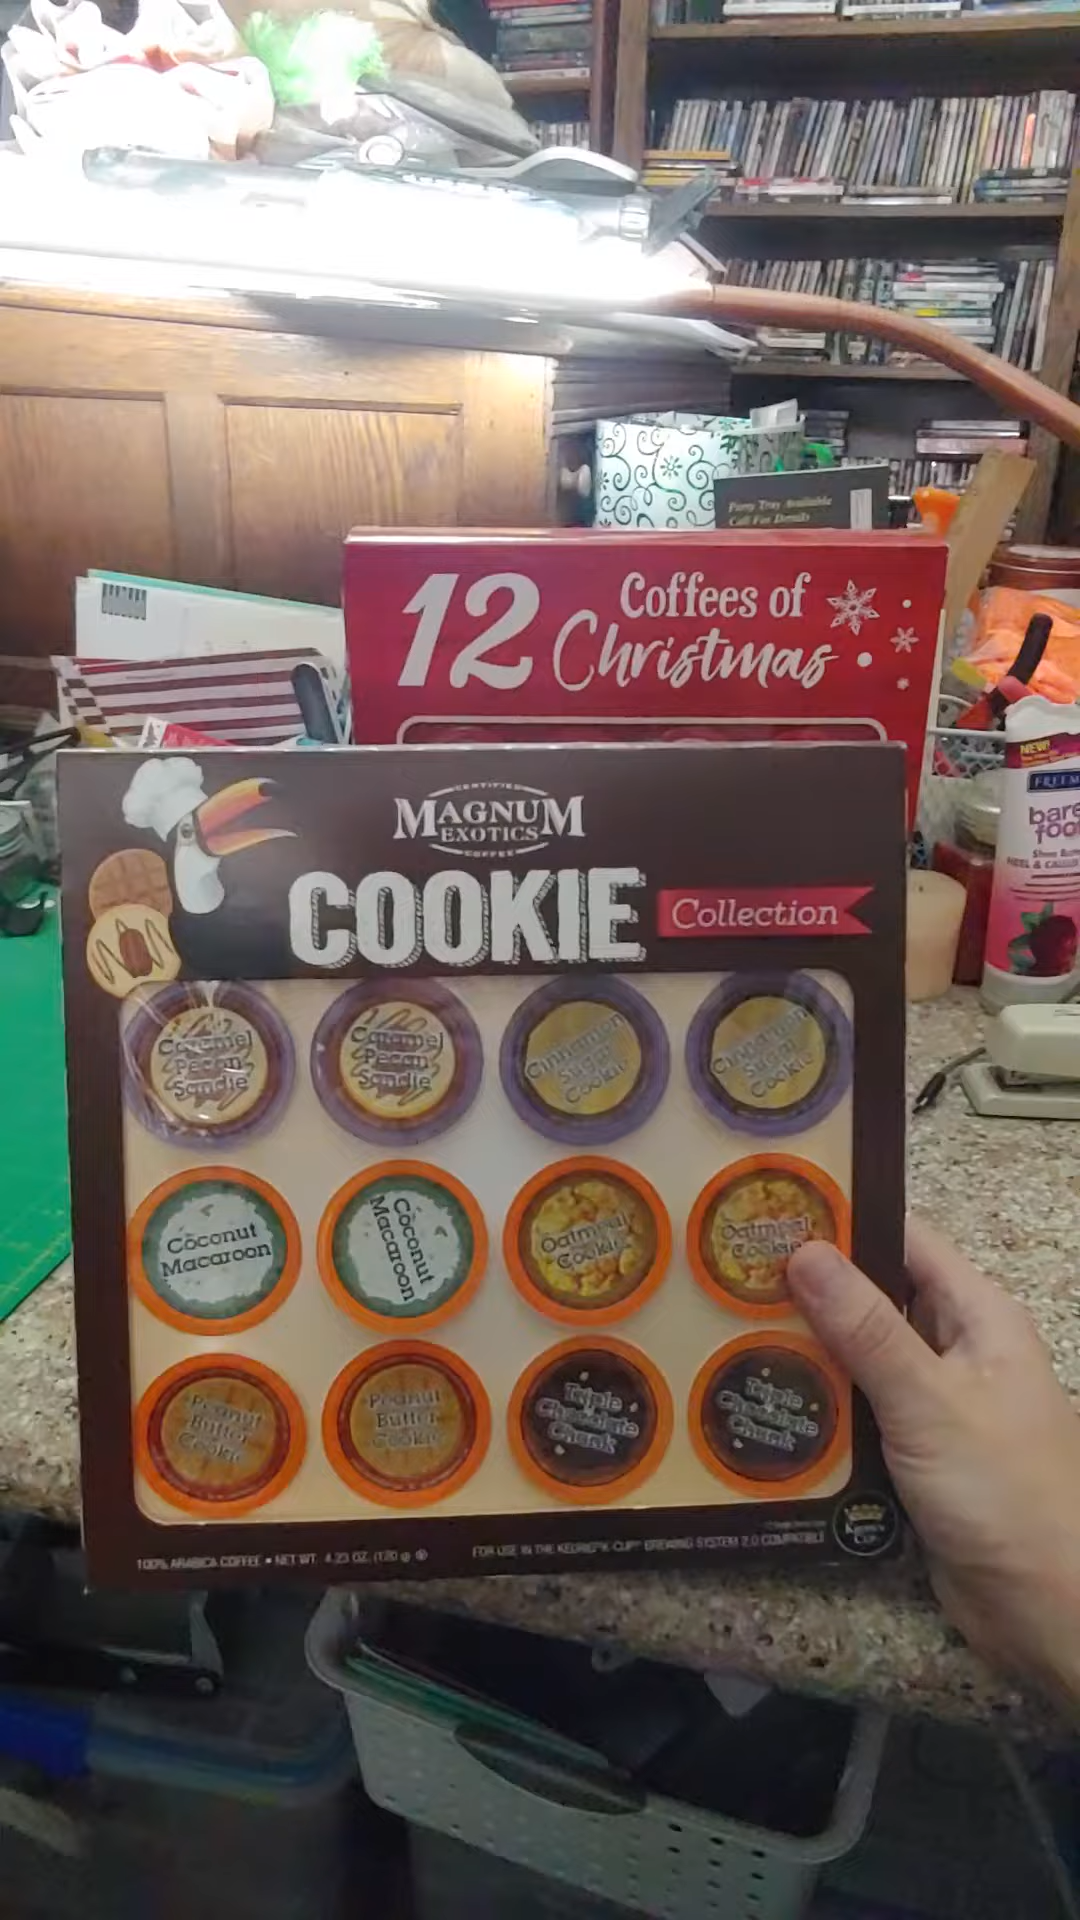 Party Tray Available
Call For Details
12
Coffees of
Christmas
CERTIFIED
MAGNUM
EXOTICS
COFFEE
COOKIE
Collection
NEW!
bare
foo
Caramel
Pecan
Sandie
Caramel
Pecan
Sandie
Cinnamon
Sugar
Cookie
Cinnamon
Sugar
Cookie
Coconut
Macaroon
Coconut
Macaroon
Oatmeal
Cookie
Oatmeal
Cookie
Peanut
Butter
Cookie
Peanut
Butter
Cookie
Triple
Chocolate
Chunk
Triple
Chocolate
Chunk
100% ARABICA COFFEE • NET WT. 4.23 OZ. (120 g)
FOR USE IN THE KEURIG® K-CUP® BREWING SYSTEM 2.0 COMPATIBLE